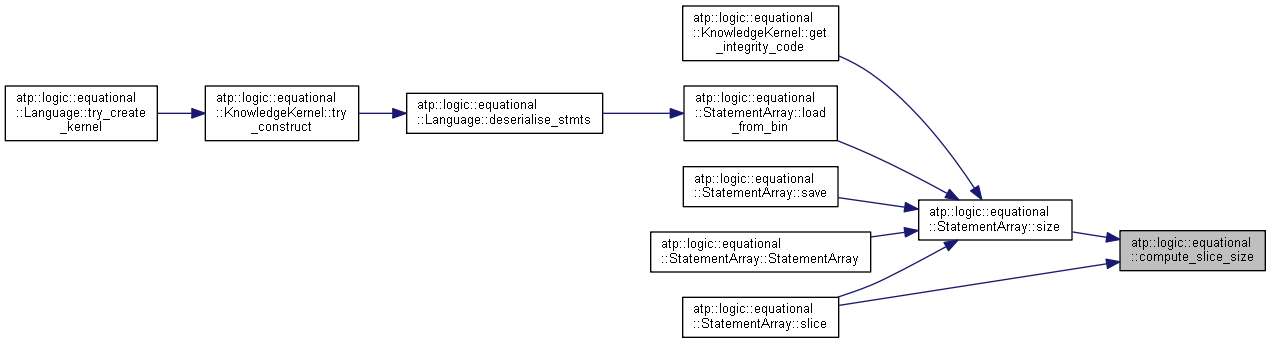 atp::logic::equational
::KnowledgeKernel::get
_integrity_code
atp::logic::equational
::Language::try_create
_kernel
atp::logic::equational
::KnowledgeKernel::try
_construct
atp::logic::equational
::Language::deserialise_stmts
atp::logic::equational
::StatementArray::load
_from_bin
atp::logic::equational
::StatementArray::save
atp::logic::equational
::StatementArray::size
atp::logic::equational
::StatementArray::StatementArray
atp::logic::equational
::compute_slice_size
atp::logic::equational
::StatementArray::slice